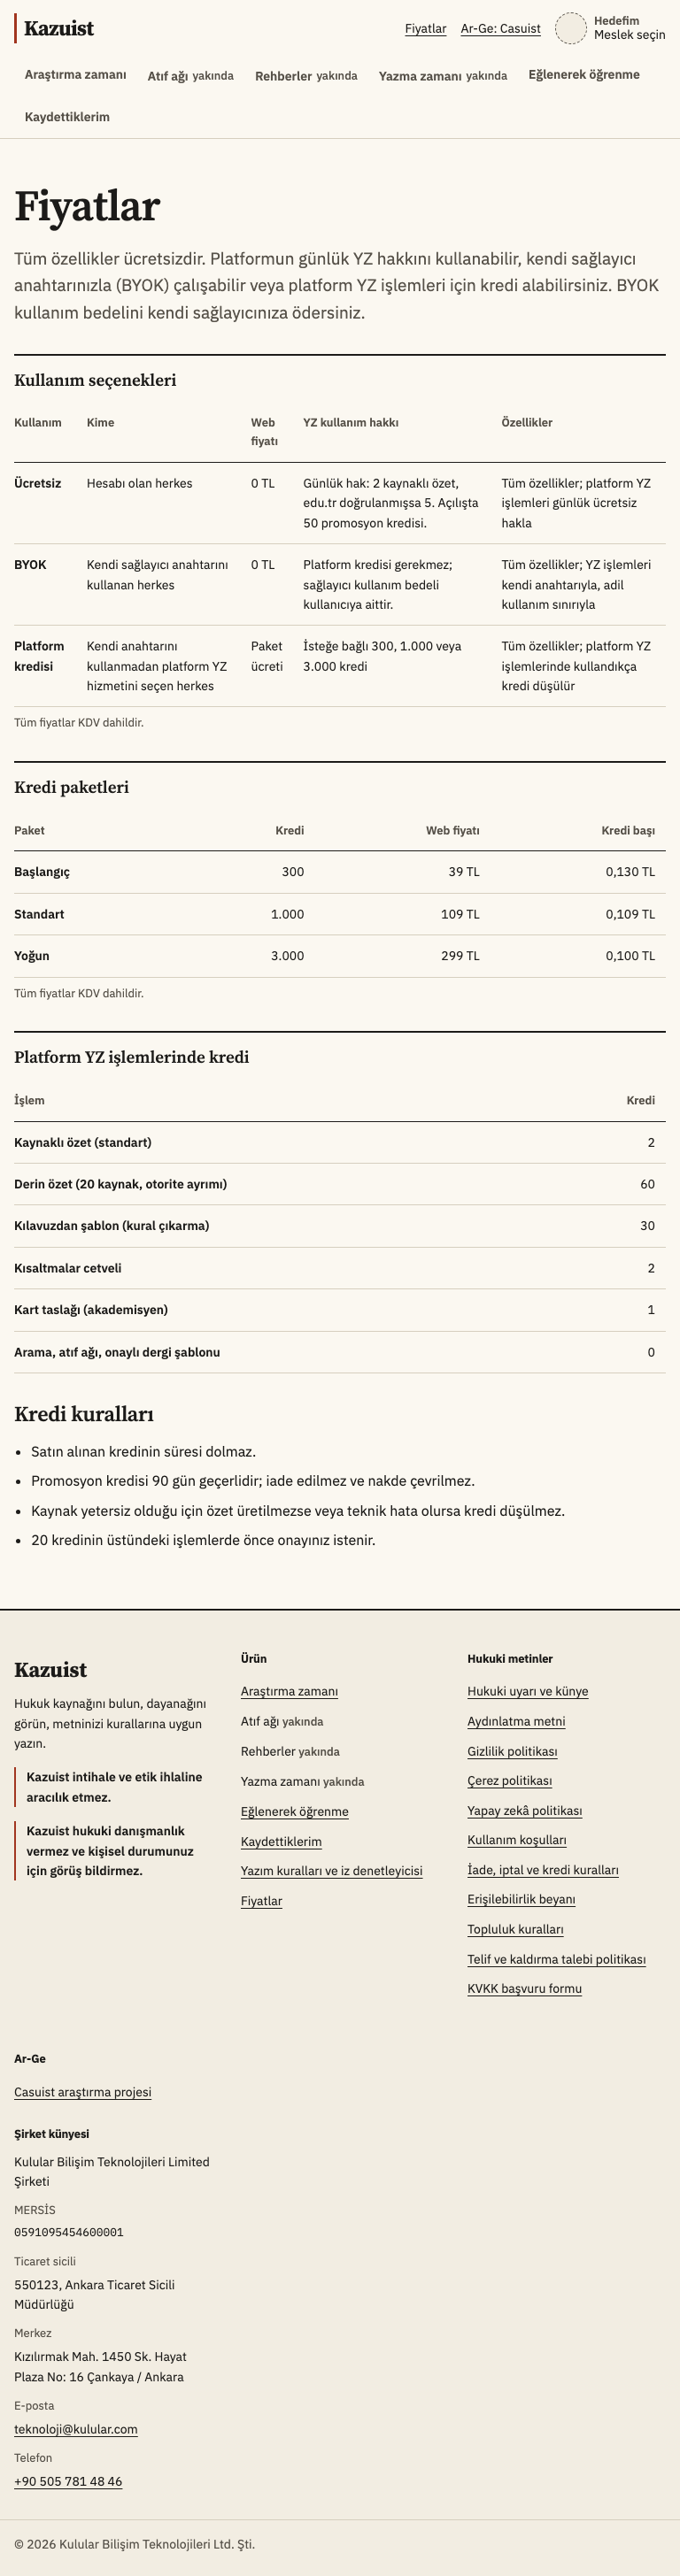 Kazuist
Fiyatlar
Ar-Ge: Casuist
Hedefim
Meslek seçin
Araştırma zamanı
Atıf ağı yakında
Rehberler yakında
Yazma zamanı yakında
Eğlenerek öğrenme
Kaydettiklerim
Fiyatlar
Tüm özellikler ücretsizdir. Platformun günlük YZ hakkını kullanabilir, kendi sağlayıcı
anahtarınızla (BYOK) çalışabilir veya platform YZ işlemleri için kredi alabilirsiniz. BYOK
kullanım bedelini kendi sağlayıcınıza ödersiniz.
Kullanım seçenekleri
Kullanım
Kime
Web
fiyatı
YZ kullanım hakkı
Özellikler
Ücretsiz
Hesabı olan herkes
0 TL
Günlük hak: 2 kaynaklı özet,
edu.tr doğrulanmışsa 5. Açılışta
50 promosyon kredisi.
Tüm özellikler; platform YZ
işlemleri günlük ücretsiz
hakla
BYOK
Kendi sağlayıcı anahtarını
kullanan herkes
0 TL
Platform kredisi gerekmez;
sağlayıcı kullanım bedeli
kullanıcıya aittir.
Tüm özellikler; YZ işlemleri
kendi anahtarıyla, adil
kullanım sınırıyla
Platform
kredisi
Kendi anahtarını
kullanmadan platform YZ
hizmetini seçen herkes
Paket
ücreti
İsteğe bağlı 300, 1.000 veya
3.000 kredi
Tüm özellikler; platform YZ
işlemlerinde kullandıkça
kredi düşülür
Tüm fiyatlar KDV dahildir.
Kredi paketleri
Paket
Kredi
Web fiyatı
Kredi başı
Başlangıç
300
39 TL
0,130 TL
Standart
1.000
109 TL
0,109 TL
Yoğun
3.000
299 TL
0,100 TL
Tüm fiyatlar KDV dahildir.
Platform YZ işlemlerinde kredi
İşlem
Kredi
Kaynaklı özet (standart)
2
Derin özet (20 kaynak, otorite ayrımı)
60
Kılavuzdan şablon (kural çıkarma)
30
Kısaltmalar cetveli
2
Kart taslağı (akademisyen)
1
Arama, atıf ağı, onaylı dergi şablonu
0
Kredi kuralları
• Satın alınan kredinin süresi dolmaz.
• Promosyon kredisi 90 gün geçerlidir; iade edilmez ve nakde çevrilmez.
• Kaynak yetersiz olduğu için özet üretilmezse veya teknik hata olursa kredi düşülmez.
• 20 kredinin üstündeki işlemlerde önce onayınız istenir.
Kazuist
Hukuk kaynağını bulun, dayanağını
görün, metninizi kurallarına uygun
yazın.
Kazuist intihale ve etik ihlaline
aracılık etmez.
Kazuist hukuki danışmanlık
vermez ve kişisel durumunuz
için görüş bildirmez.
Ürün
Araştırma zamanı
Atıf ağı yakında
Rehberler yakında
Yazma zamanı yakında
Eğlenerek öğrenme
Kaydettiklerim
Yazım kuralları ve iz denetleyicisi
Fiyatlar
Hukuki metinler
Hukuki uyarı ve künye
Aydınlatma metni
Gizlilik politikası
Çerez politikası
Yapay zekâ politikası
Kullanım koşulları
İade, iptal ve kredi kuralları
Erişilebilirlik beyanı
Topluluk kuralları
Telif ve kaldırma talebi politikası
KVKK başvuru formu
Ar-Ge
Casuist araştırma projesi
Şirket künyesi
Kulular Bilişim Teknolojileri Limited
Şirketi
MERSİS
0591095454600001
Ticaret sicili
550123, Ankara Ticaret Sicili
Müdürlüğü
Merkez
Kızılırmak Mah. 1450 Sk. Hayat
Plaza No: 16 Çankaya / Ankara
E-posta
teknoloji@kulular.com
Telefon
+90 505 781 48 46
© 2026 Kulular Bilişim Teknolojileri Ltd. Şti.